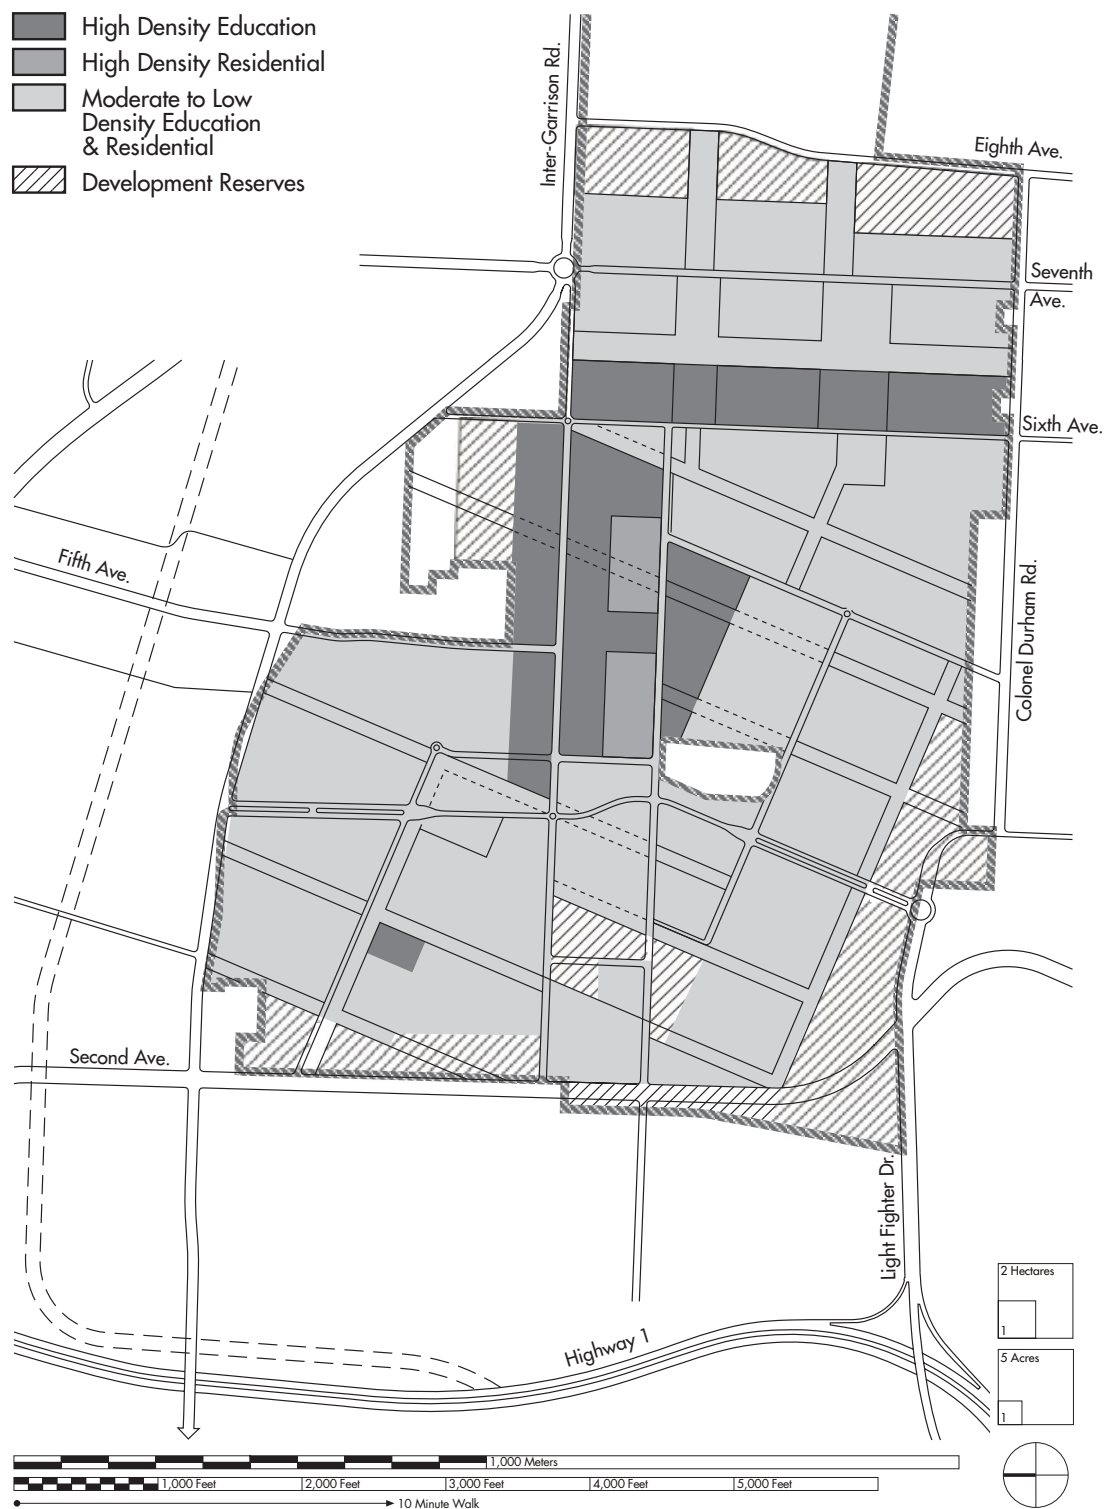 High Density Education
High Density Residential
Moderate to Low
Density Education
& Residential
Development Reserves
Inter-Garrison Rd.
Eighth Ave.
Seventh
Ave.
Sixth Ave.
Fifth Ave.
Colonel Durham Rd.
Second Ave.
Light Fighter Dr.
Highway 1
2 Hectares
1
5 Acres
1
1,000 Meters
1,000 Feet
2,000 Feet
3,000 Feet
4,000 Feet
5,000 Feet
10 Minute Walk